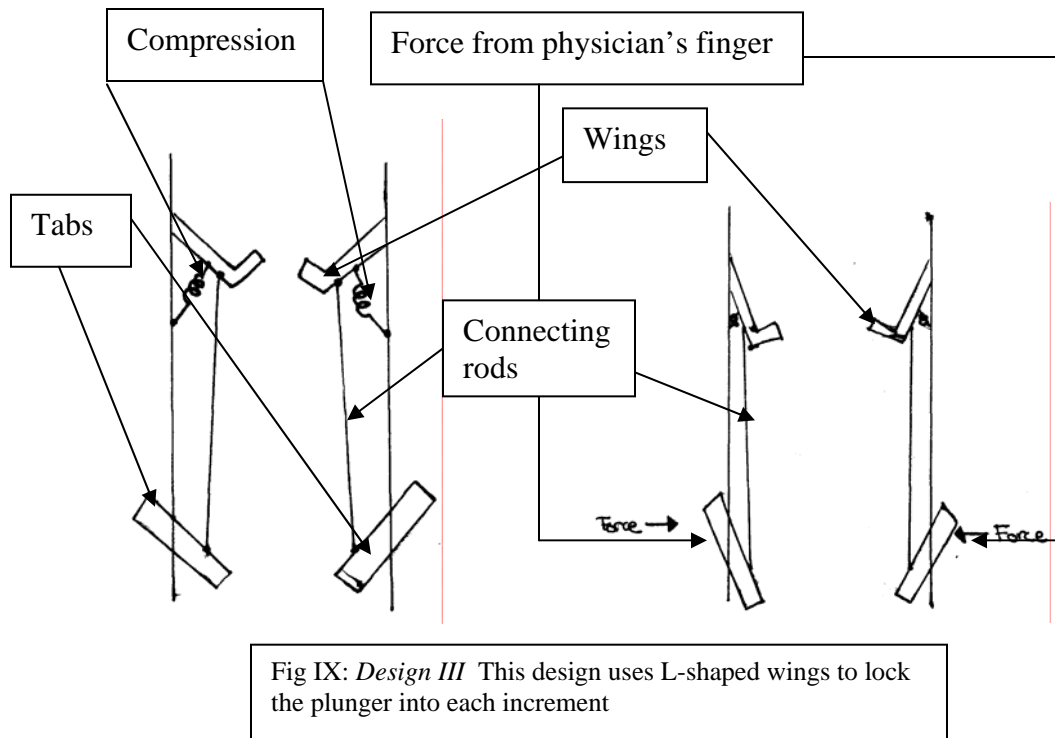 Compression
Force from physician’s finger
Wings
Tabs
Connecting
rods
Force
Force
Fig IX: Design III This design uses L-shaped wings to lock
the plunger into each increment